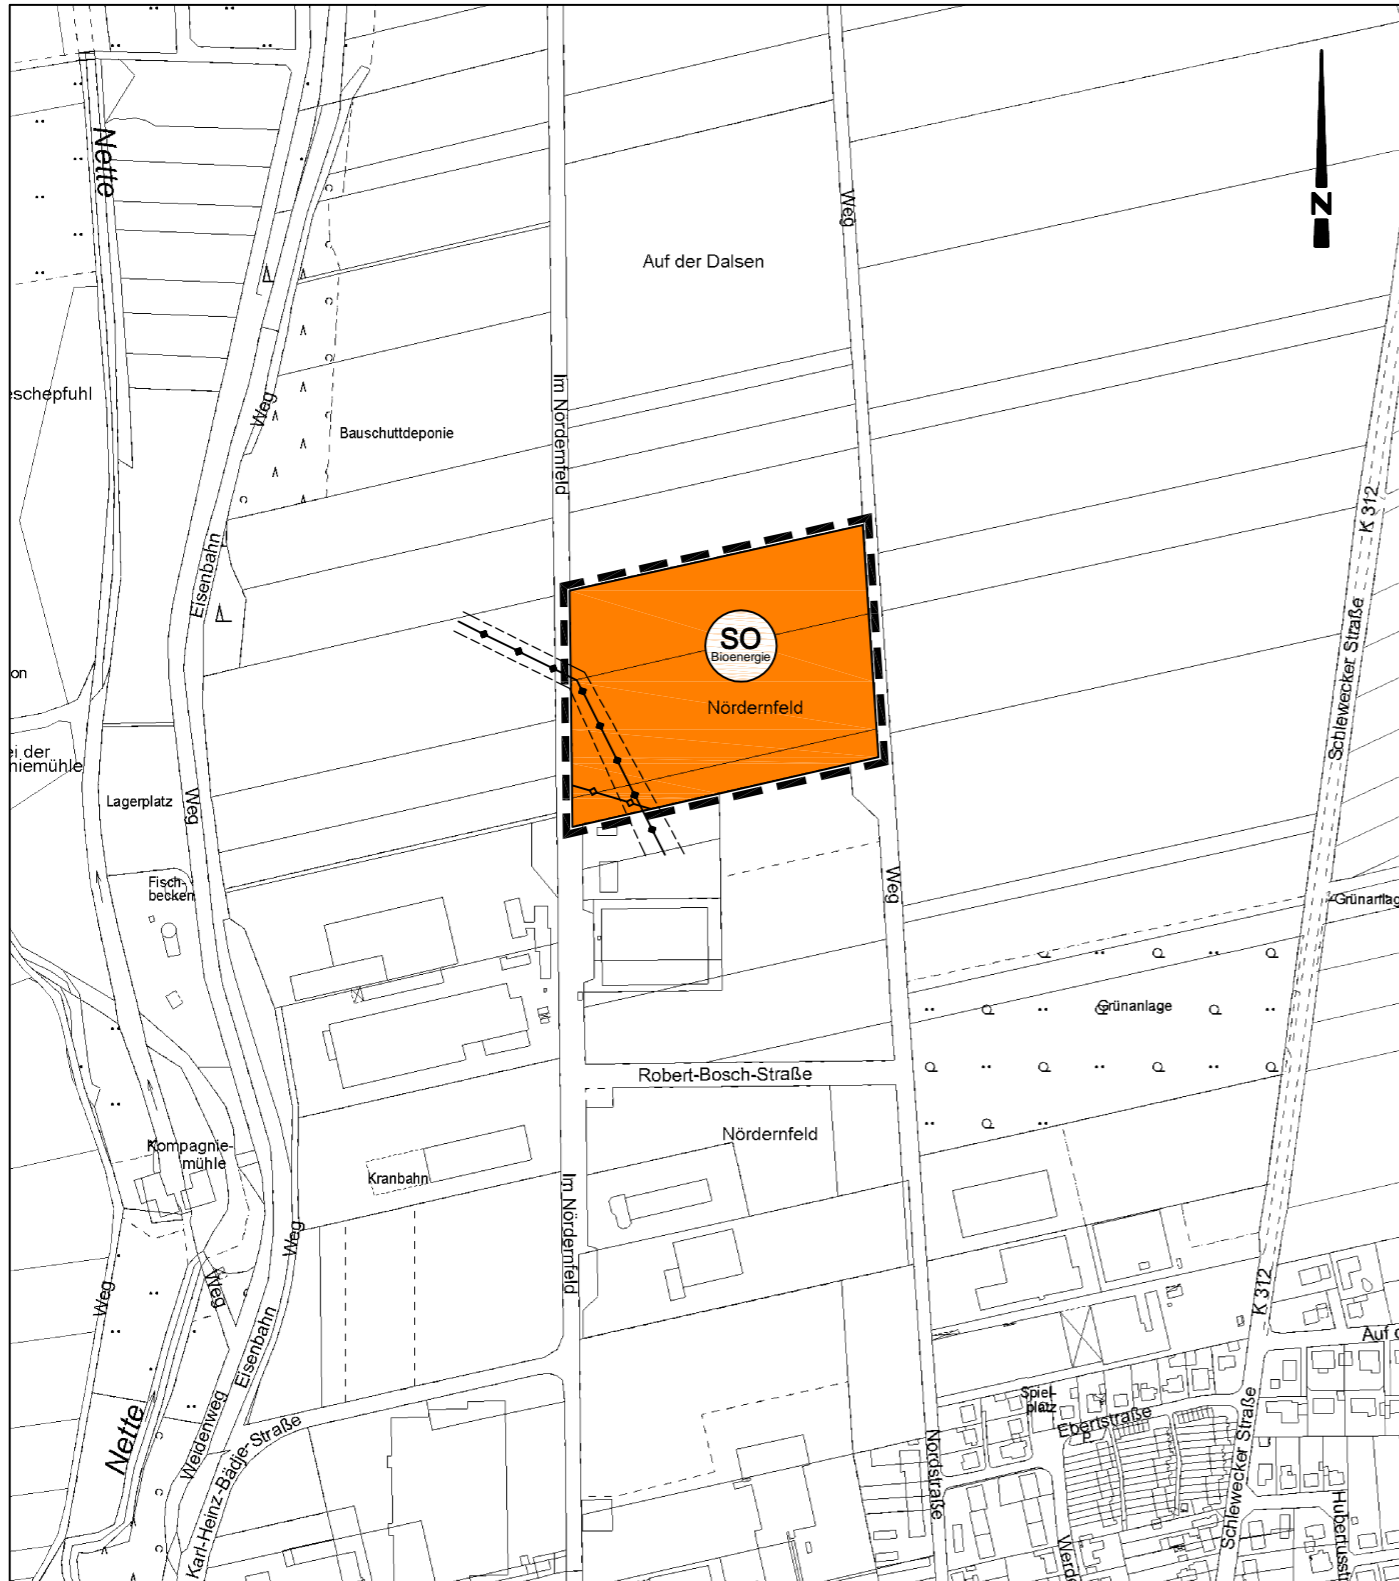 Nette
Weg
Auf der Dalsen
N
schepfuhl
Im Nördernfeld
Weg
Bauschuttdeponie
K 312
Eisenbahn
SO
Bioenergie
Schlewecker Straße
on
Nördernfeld
ei der
niemühle
Lagerplatz
Weg
Fisch-
becken
Weg
Grünanlag
Grünanlage
Robert-Bosch-Straße
Nördernfeld
Kompagnie-
mühle
Kranbahn
Im Nördernfeld
Weg
Weg
Weg
K 312
Eisenbahn
Auf d
Spiel-
platz
Ebertstraße
P
Nette
Weidenweg
Karl-Heinz-Bädje-Straße
Nordstraße
Schlewecker Straße
Hubertusstr
Werde